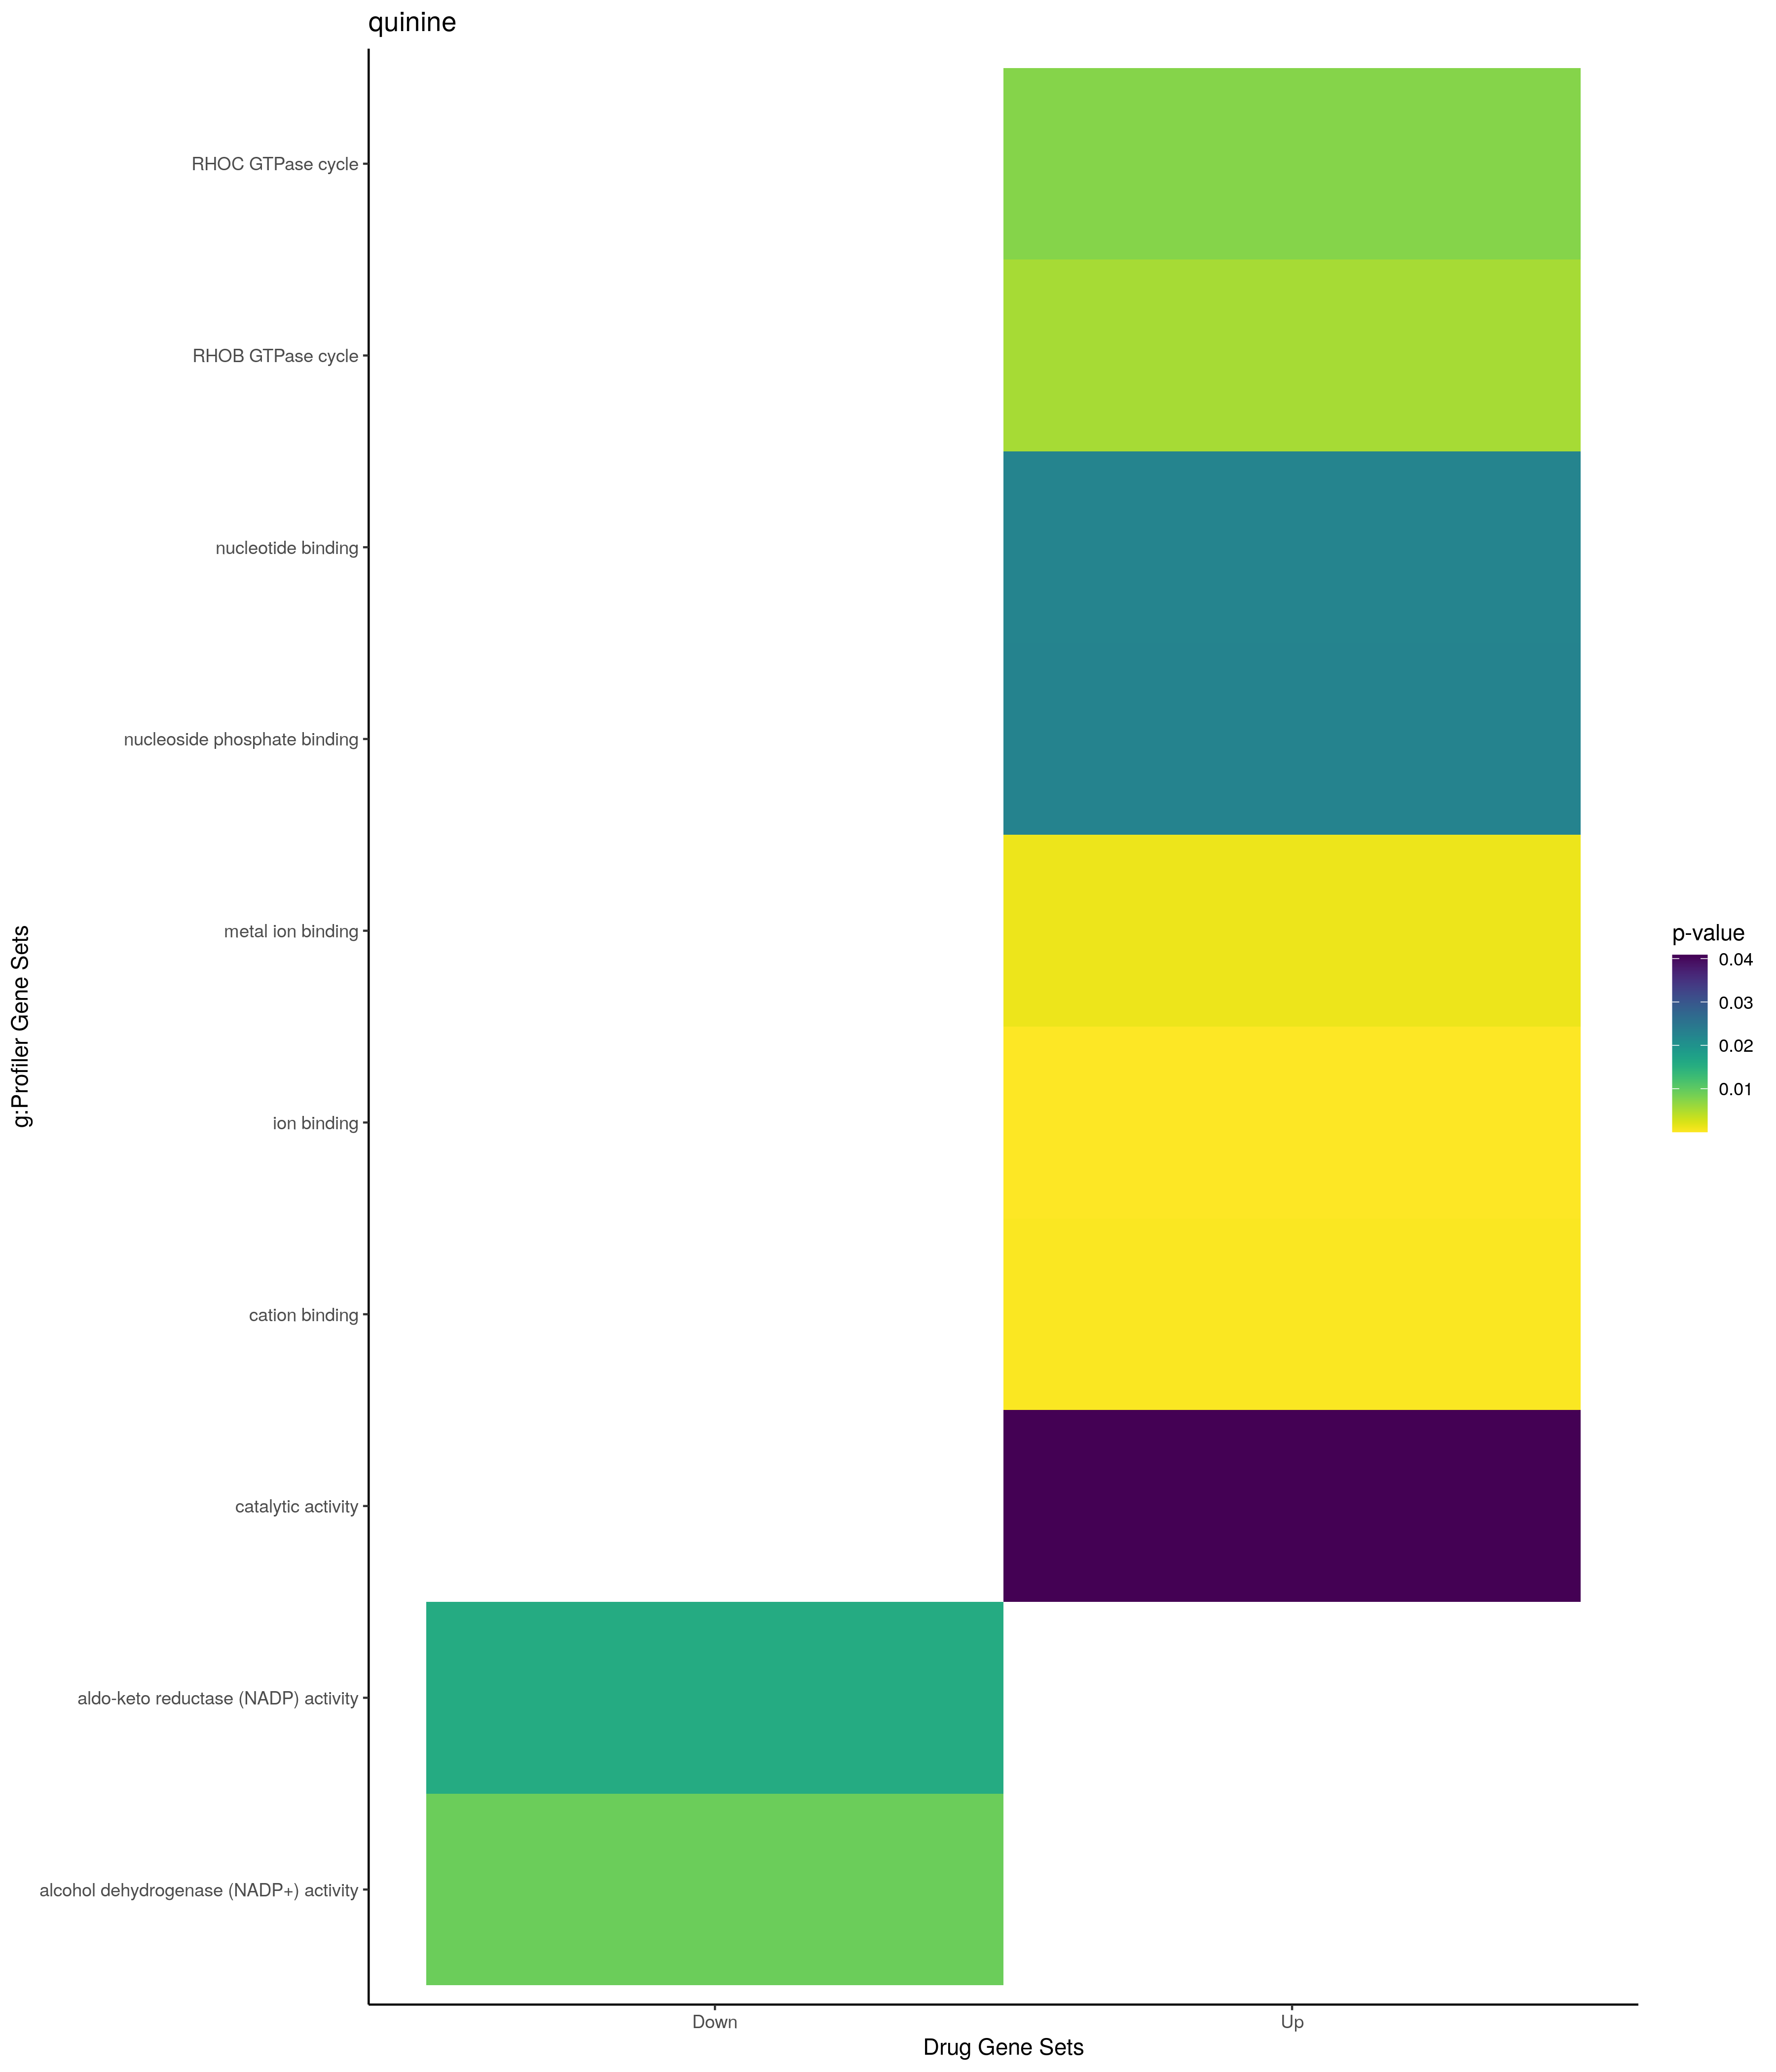 quinine
RHOC GTPase cycle
RHOB GTPase cycle
nucleotide binding
nucleoside phosphate binding
metal ion binding
ion binding
cation binding
catalytic activity
aldo-keto reductase (NADP) activity
alcohol dehydrogenase (NADP+) activity
g:Profiler Gene Sets
Down
Up
Drug Gene Sets
p-value
0.04
0.03
0.02
0.01